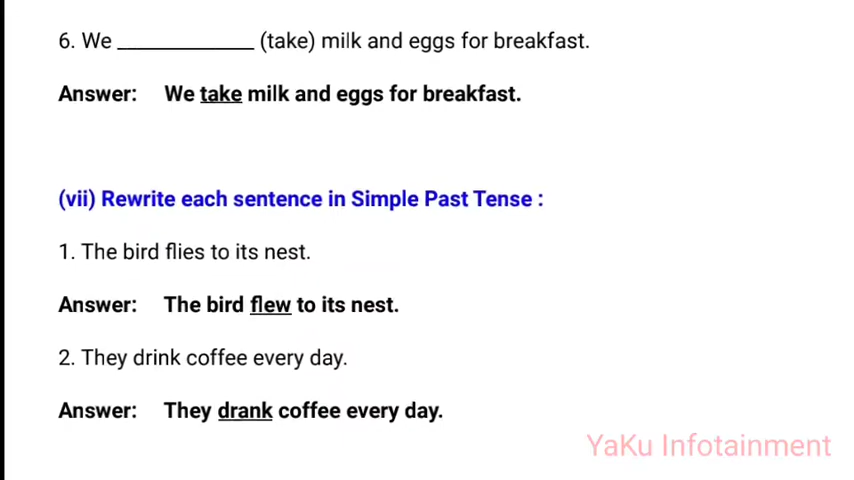 6. We _____________ (take) milk and eggs for breakfast.
Answer: We take milk and eggs for breakfast.
(vii) Rewrite each sentence in Simple Past Tense :
1. The bird flies to its nest.
Answer: The bird flew to its nest.
2. They drink coffee every day.
Answer: They drank coffee every day.
YaKu Infotainment